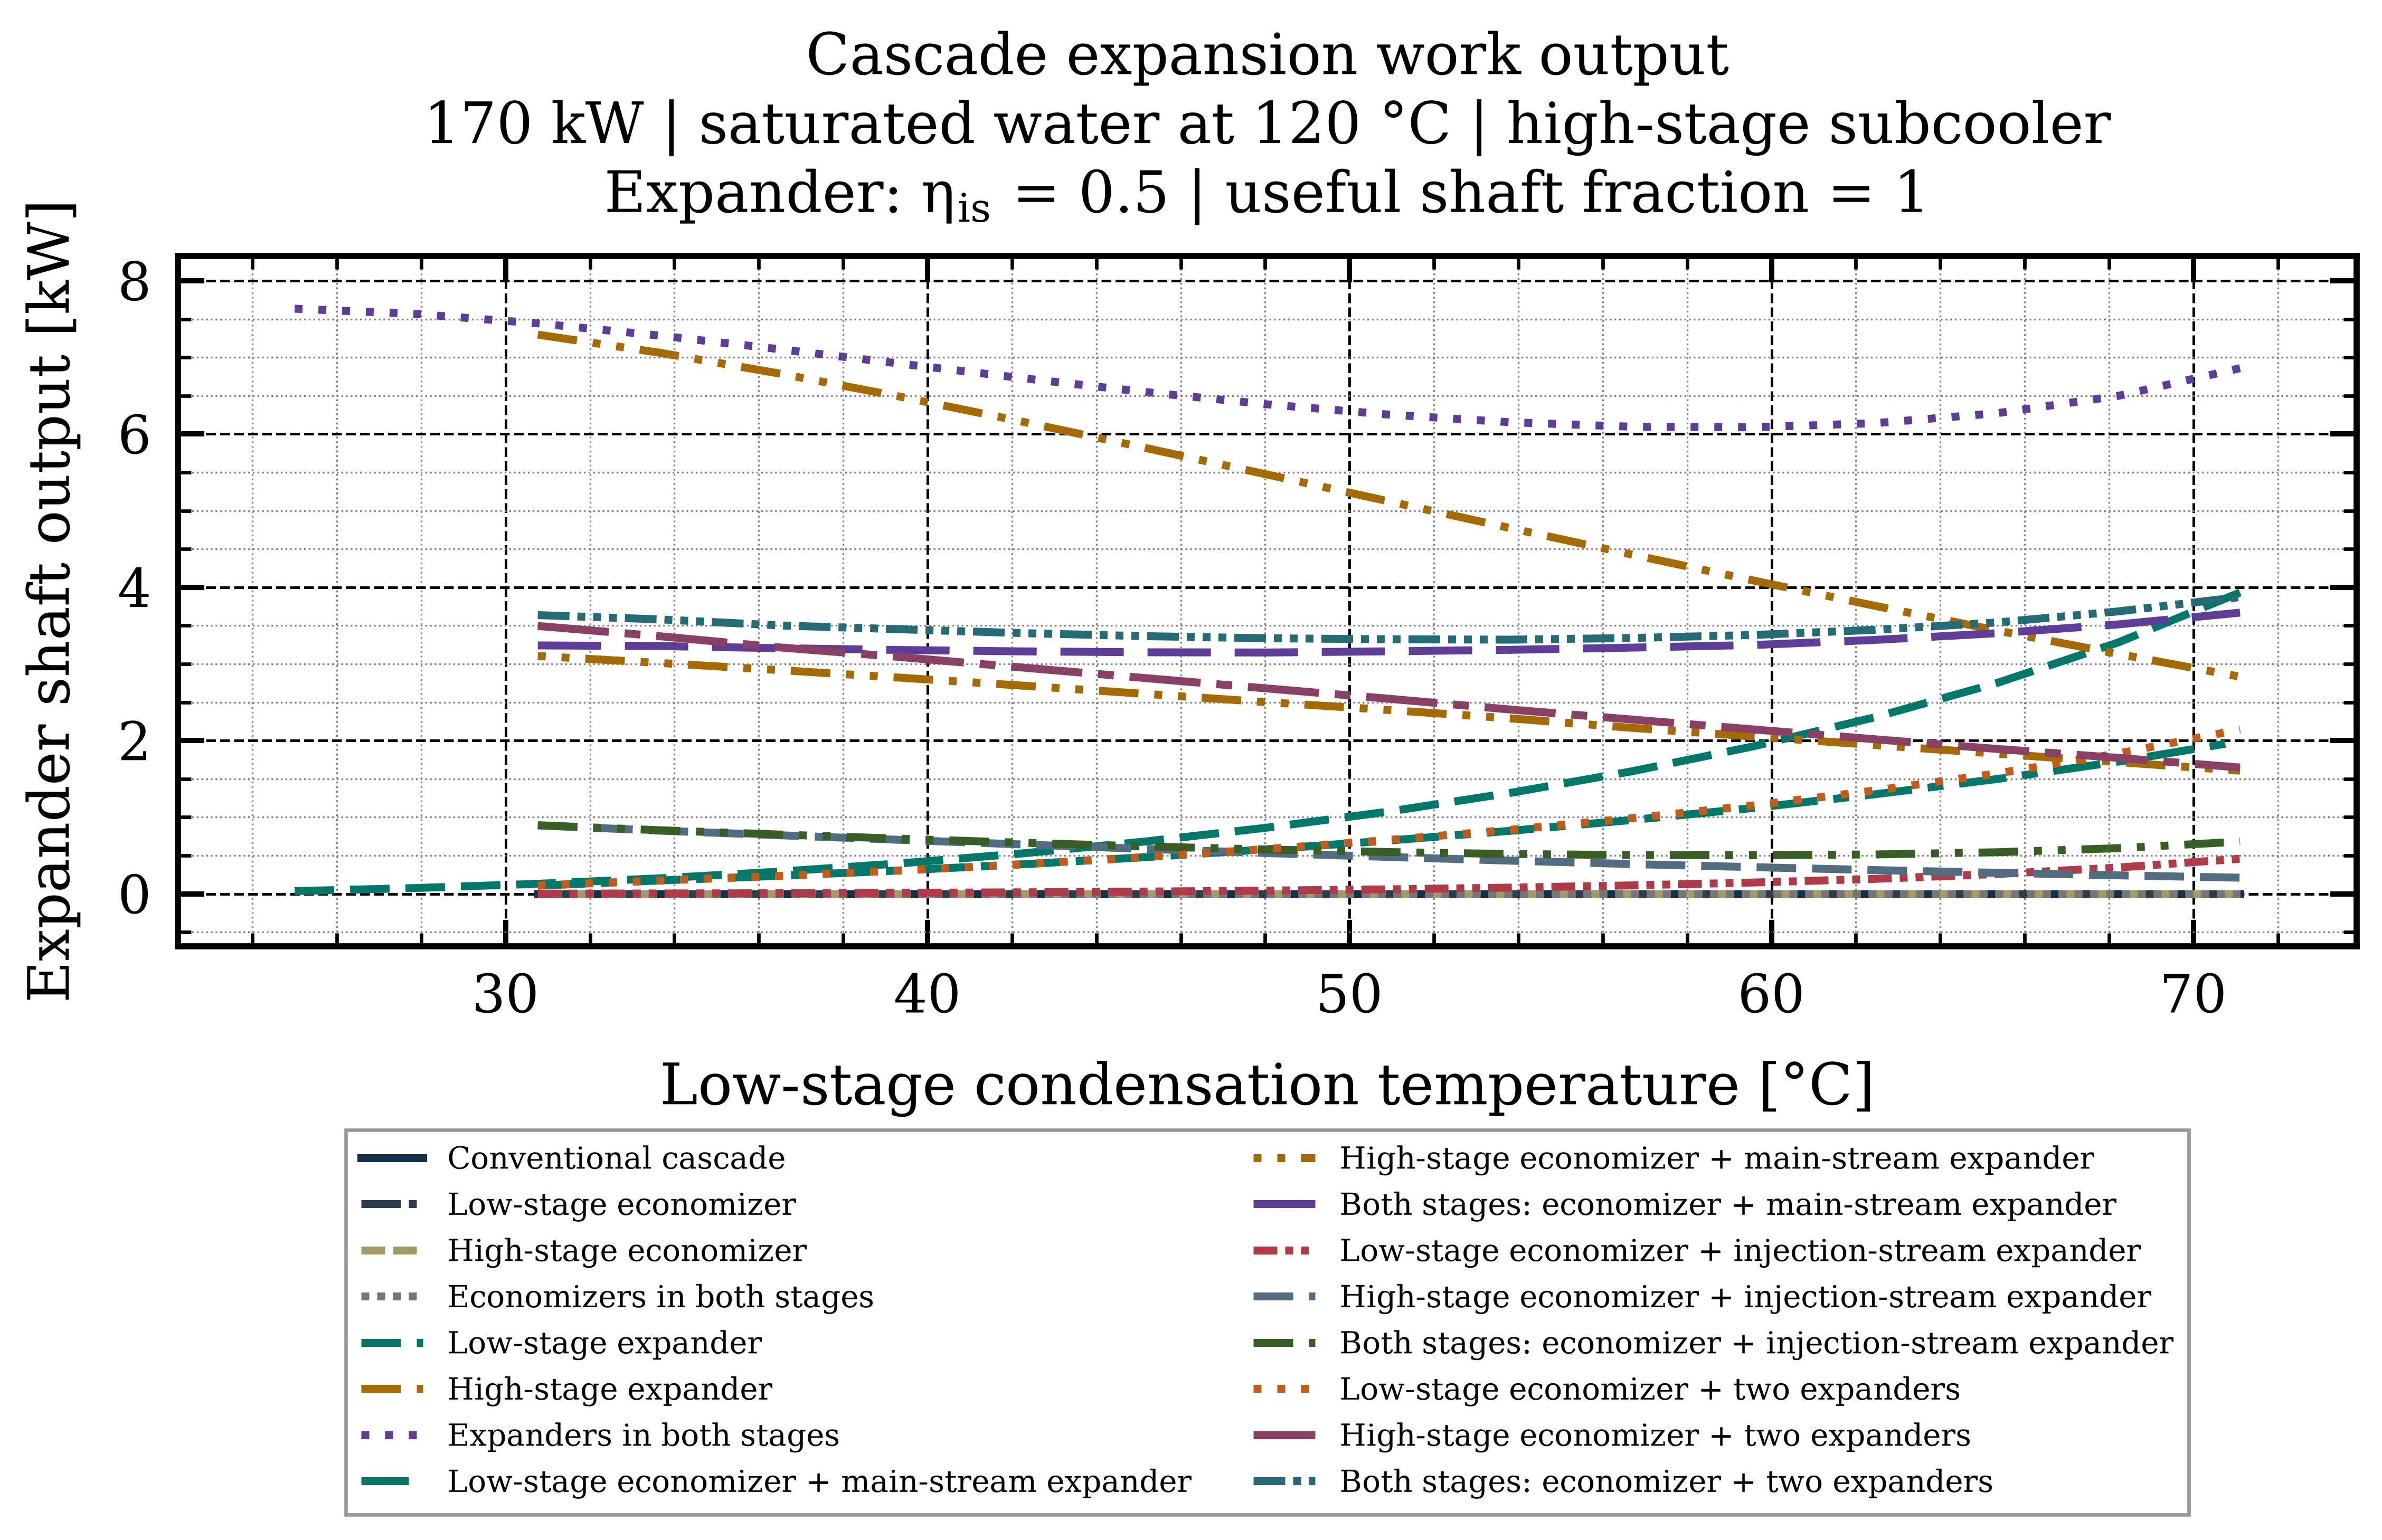 Cascade expansion work output
170 kW | saturated water at 120 °C | high-stage subcooler
Expander: ηis = 0.5 | useful shaft fraction = 1
Expander shaft output [kW]
8
6
4
2
0
30 40 50 60 70
Low-stage condensation temperature [°C]
Conventional cascade
Low-stage economizer
High-stage economizer
Economizers in both stages
Low-stage expander
High-stage expander
Expanders in both stages
Low-stage economizer + main-stream expander
High-stage economizer + main-stream expander
Both stages: economizer + main-stream expander
Low-stage economizer + injection-stream expander
High-stage economizer + injection-stream expander
Both stages: economizer + injection-stream expander
Low-stage economizer + two expanders
High-stage economizer + two expanders
Both stages: economizer + two expanders